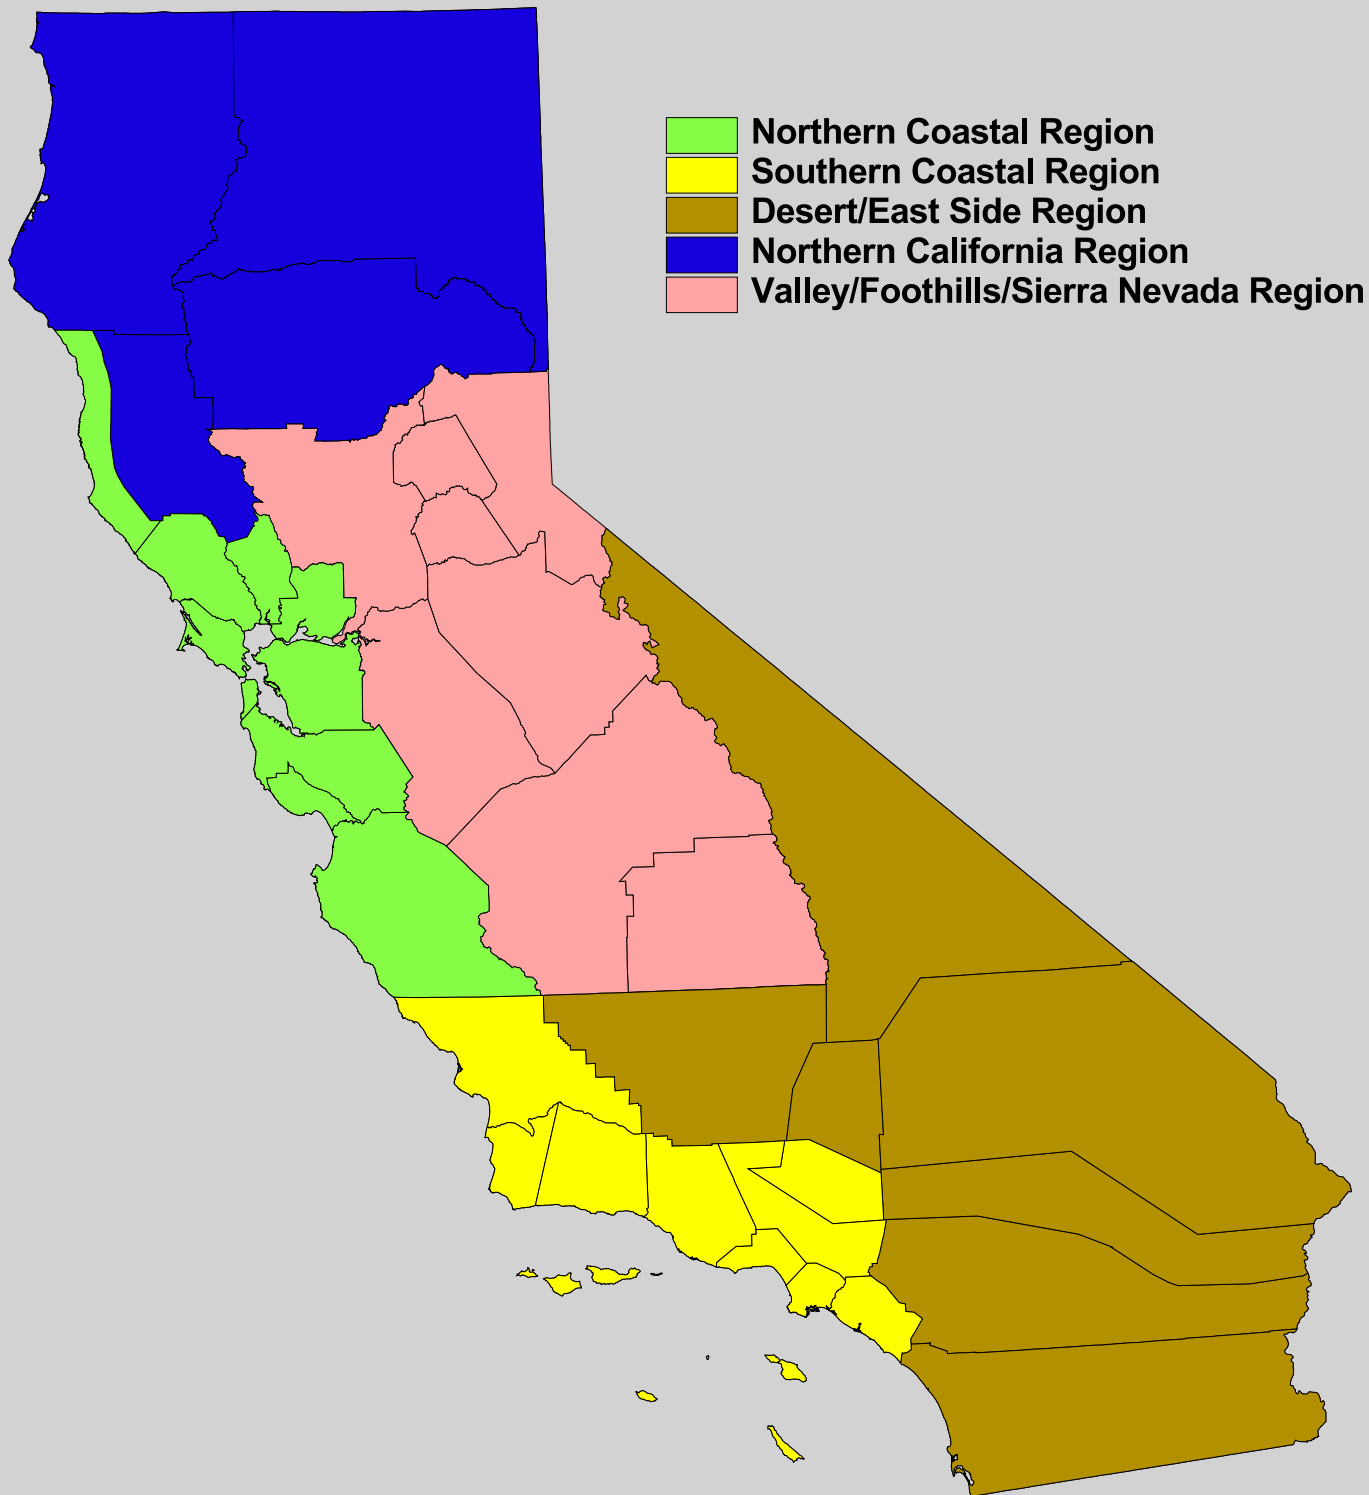 Northern Coastal Region
Southern Coastal Region
Desert/East Side Region
Northern California Region
Valley/Foothills/Sierra Nevada Region